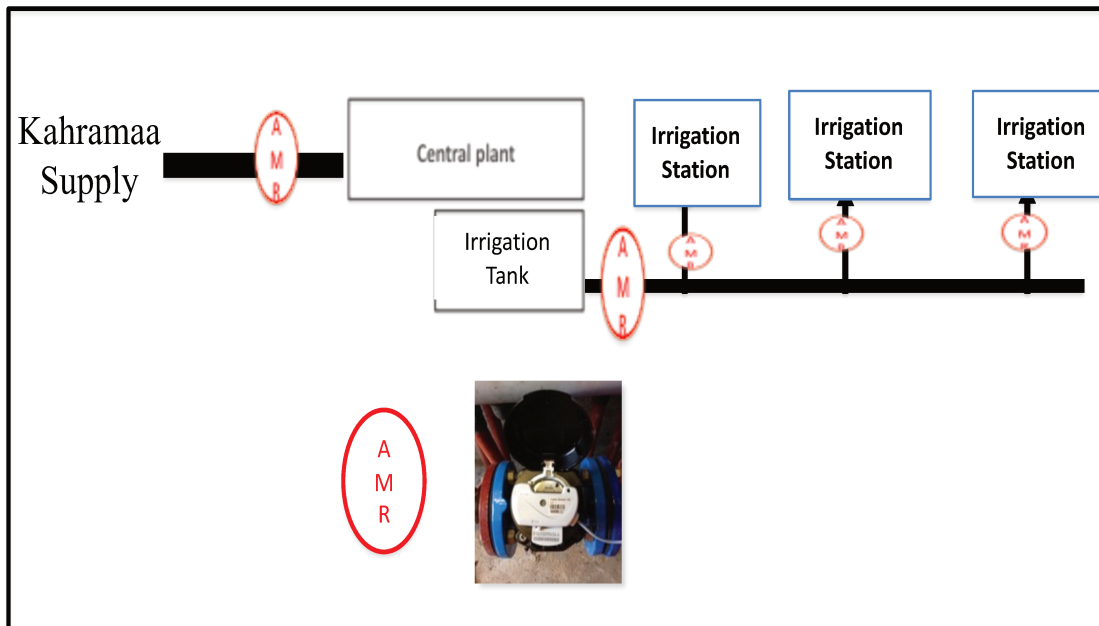 Kahramaa
Supply
A
M
R
Central plant
Irrigation
Tank
A
M
R
Irrigation
Station
A
M
R
Irrigation
Station
A
M
R
Irrigation
Station
A
M
R
A
M
R